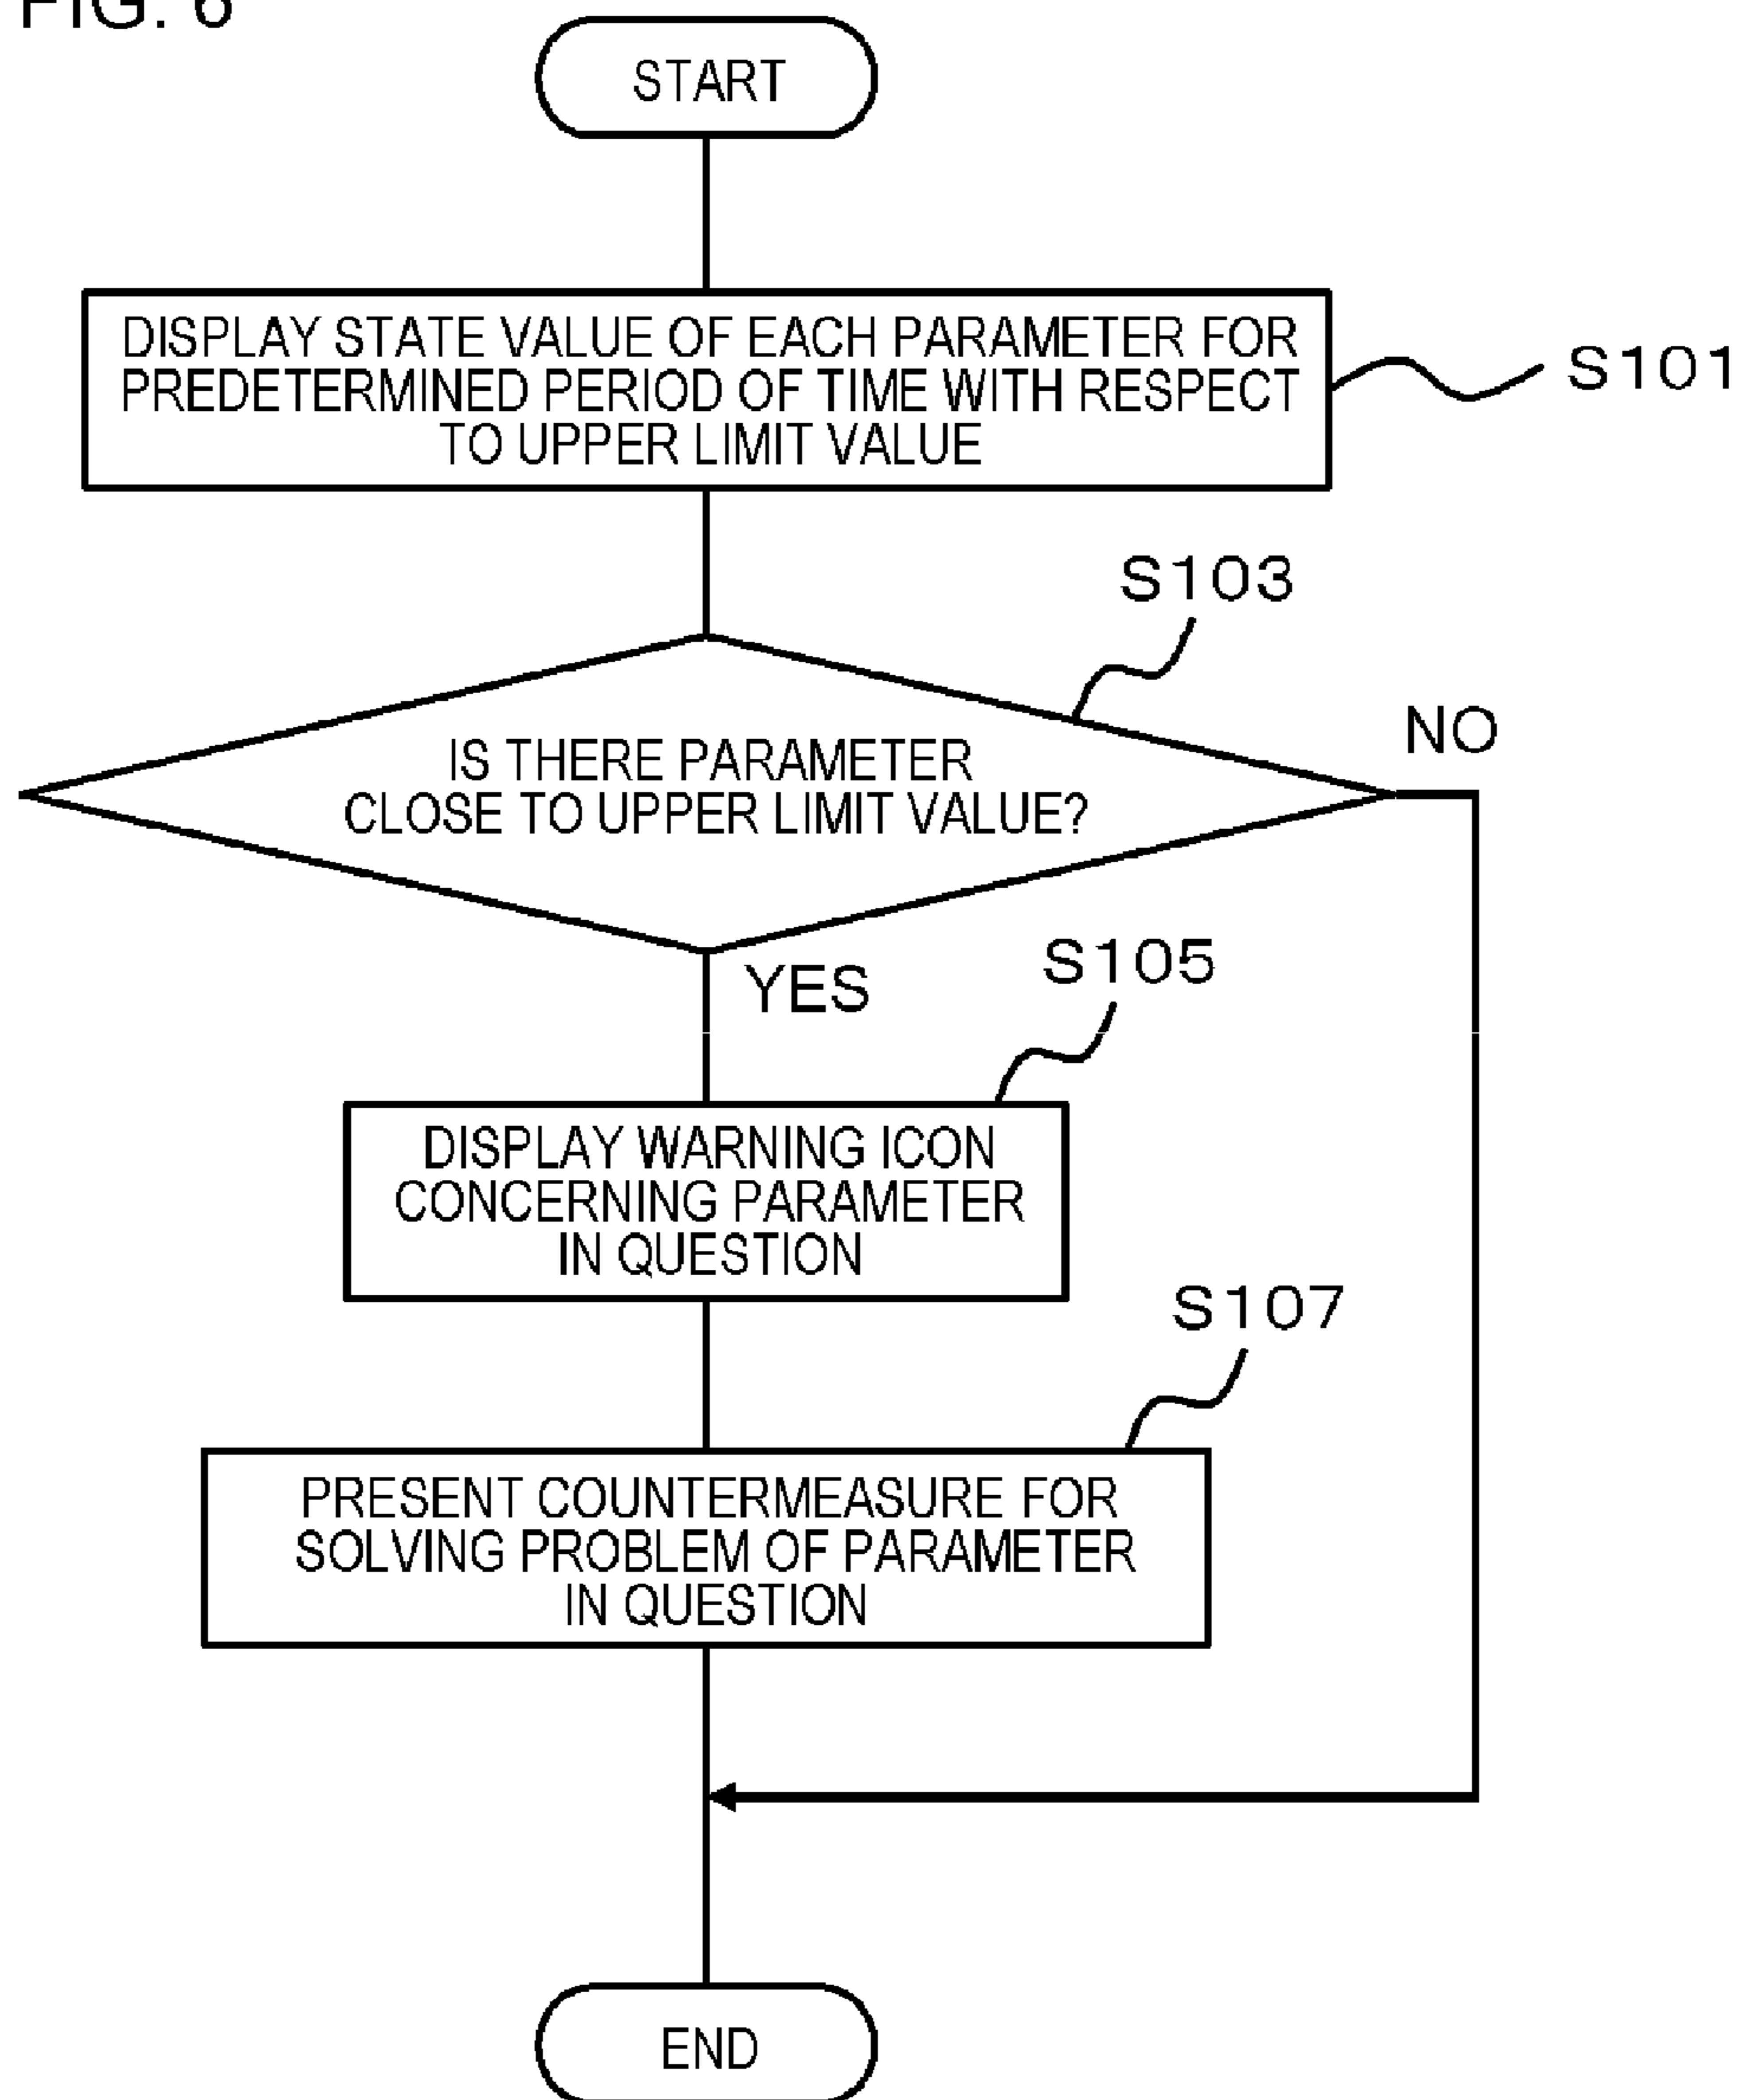 FIG. 6
START
DISPLAY STATE VALUE OF EACH PARAMETER FOR
PREDETERMINED PERIOD OF TIME WITH RESPECT
TO UPPER LIMIT VALUE
S101
S103
IS THERE PARAMETER
CLOSE TO UPPER LIMIT VALUE?
NO
YES
S105
DISPLAY WARNING ICON
CONCERNING PARAMETER
IN QUESTION
S107
PRESENT COUNTERMEASURE FOR
SOLVING PROBLEM OF PARAMETER
IN QUESTION
END